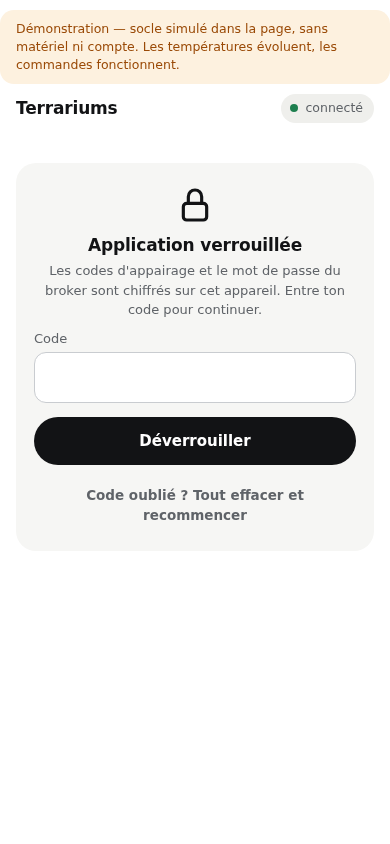 Démonstration — socle simulé dans la page, sans
matériel ni compte. Les températures évoluent, les
commandes fonctionnent.
Terrariums
connecté
Application verrouillée
Les codes d'appairage et le mot de passe du
broker sont chiffrés sur cet appareil. Entre ton
code pour continuer.
Code
Déverrouiller
Code oublié ? Tout effacer et
recommencer